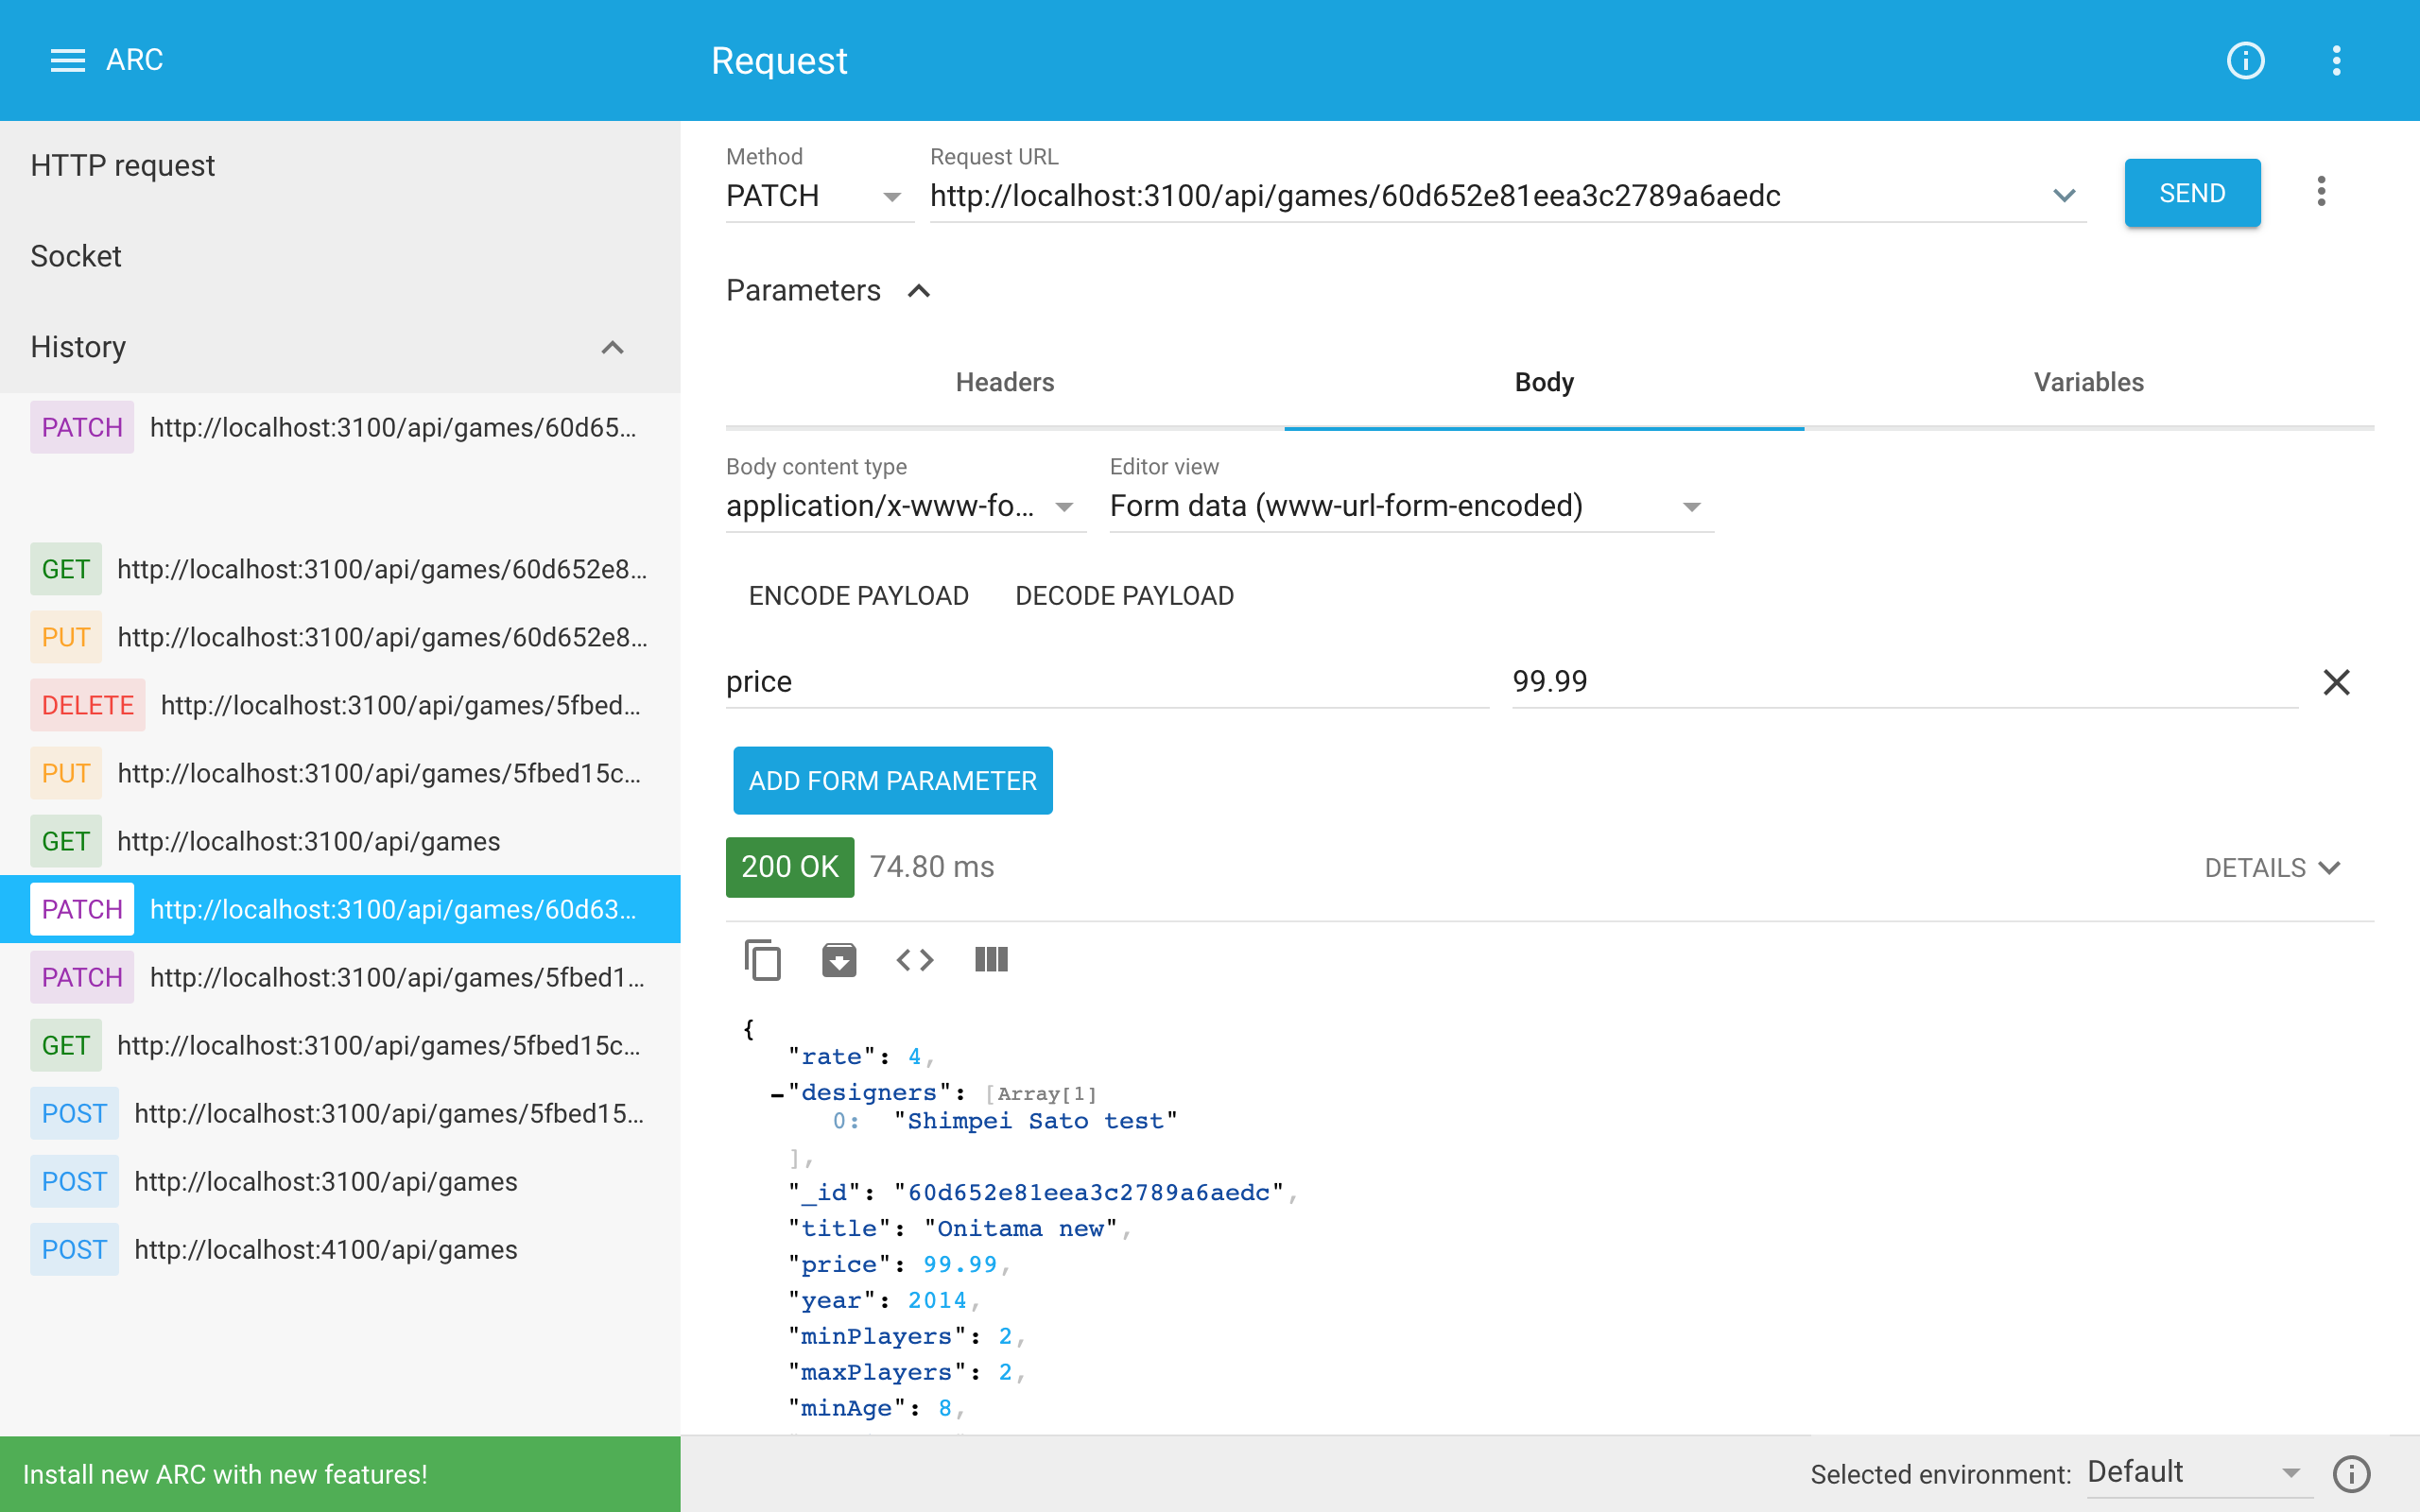 ARC
Request
HTTP request
Socket
History
PATCH http://localhost:3100/api/games/60d65...
GET http://localhost:3100/api/games/60d652e8...
PUT http://localhost:3100/api/games/60d652e8...
DELETE http://localhost:3100/api/games/5fbed...
PUT http://localhost:3100/api/games/5fbed15c...
GET http://localhost:3100/api/games
PATCH http://localhost:3100/api/games/60d63...
PATCH http://localhost:3100/api/games/5fbed1...
GET http://localhost:3100/api/games/5fbed15c...
POST http://localhost:3100/api/games/5fbed15...
POST http://localhost:3100/api/games
POST http://localhost:4100/api/games
Install new ARC with new features!
Method Request URL
PATCH http://localhost:3100/api/games/60d652e81eea3c2789a6aedc SEND
Parameters
Headers Body Variables
Body content type Editor view
application/x-www-fo... Form data (www-url-form-encoded)
ENCODE PAYLOAD DECODE PAYLOAD
price 99.99
ADD FORM PARAMETER
200 OK 74.80 ms DETAILS
{
"rate": 4,
"designers": [Array[1]
0: "Shimpei Sato test"
],
"_id": "60d652e81eea3c2789a6aedc",
"title": "Onitama new",
"price": 99.99,
"year": 2014,
"minPlayers": 2,
"maxPlayers": 2,
"minAge": 8,
Selected environment: Default